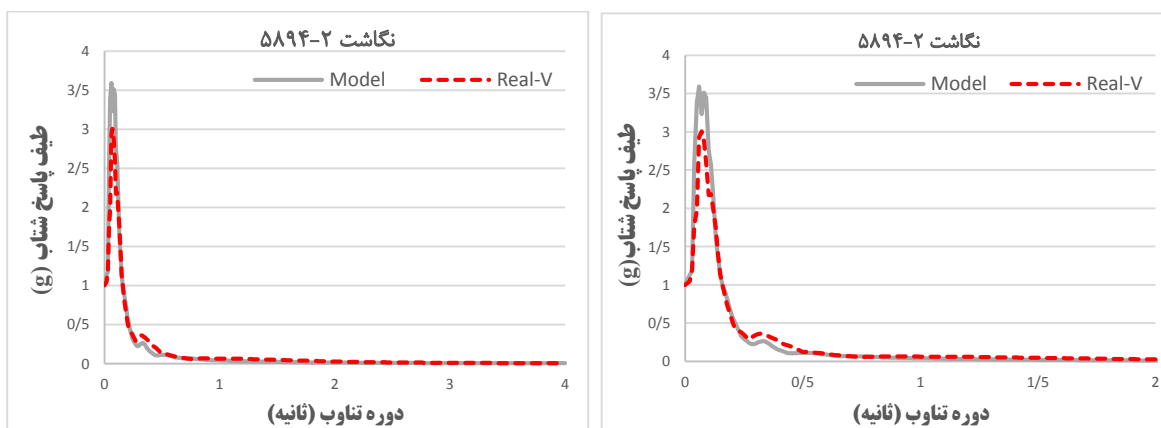 نگاشت ۲-۵۸۹۴
Model
Real-V
طیف پاسخ شتاب (g)
4
3/5
3
2/5
2
1/5
1
0/5
0
0
1
2
3
4
دوره تناوب (ثانیه)
نگاشت ۲-۵۸۹۴
Model
Real-V
طیف پاسخ شتاب(g)
4
3/5
3
2/5
2
1/5
1
0/5
0
0
0/5
1
1/5
2
دوره تناوب (ثانیه)